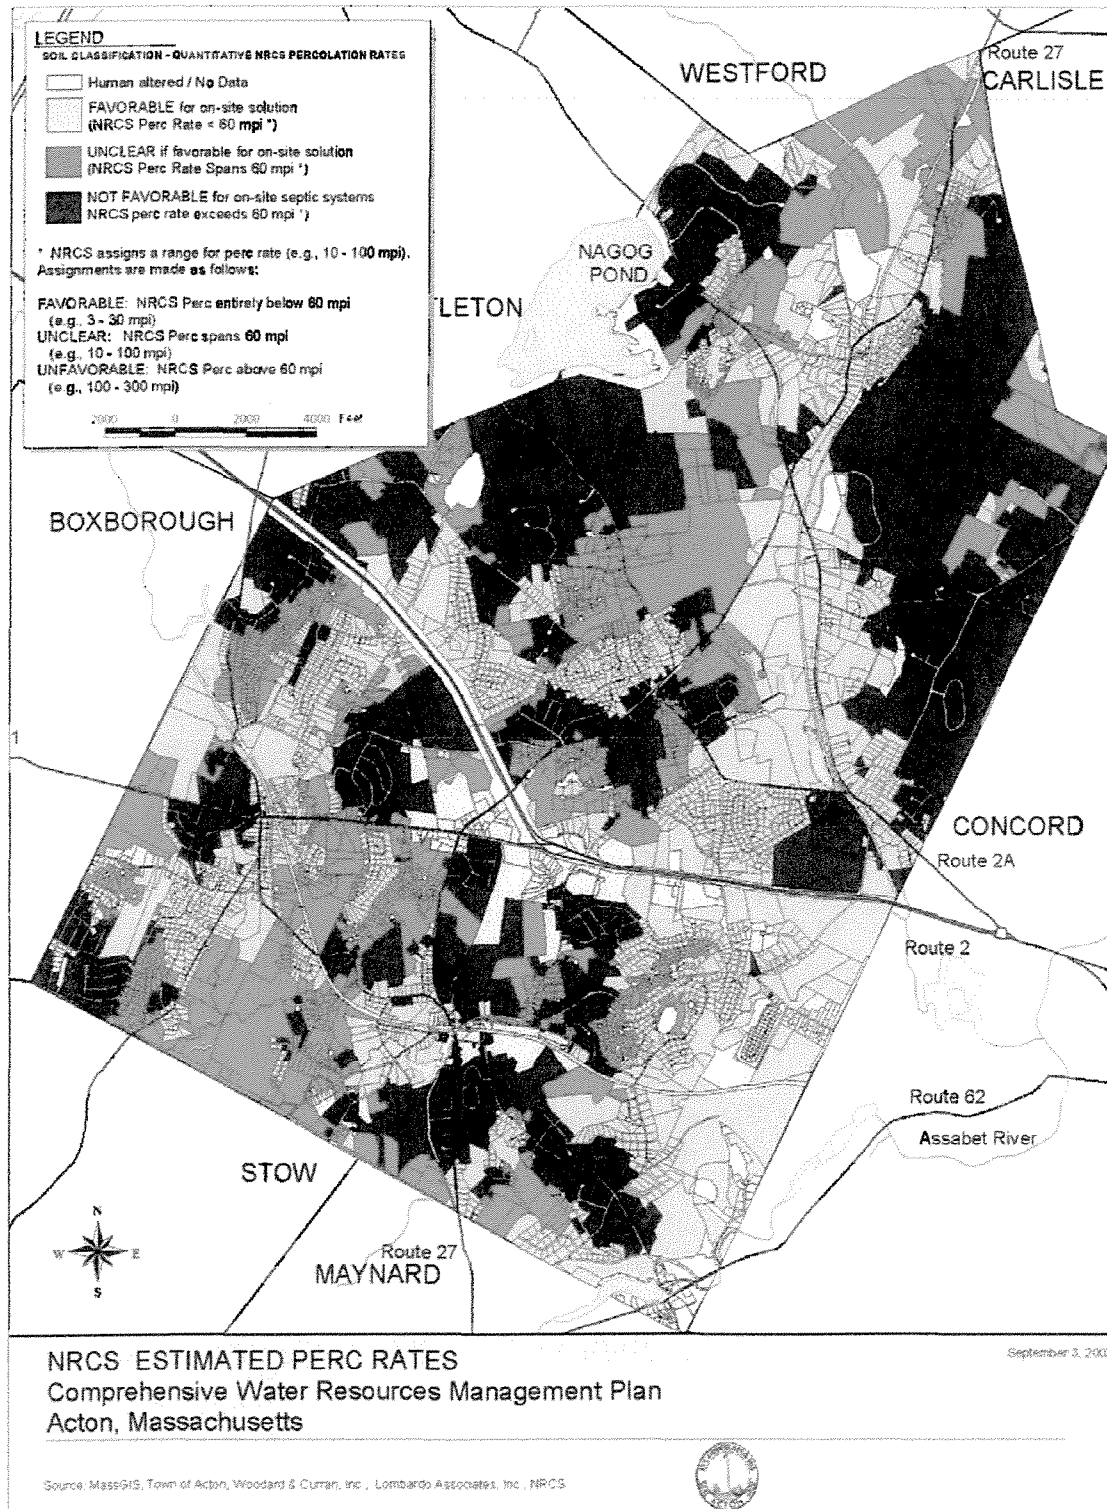 LEGEND
SOIL CLASSIFICATION - QUANTITATIVE NRCS PERCOLATION RATES
Human altered / No Data
FAVORABLE for on-site solution
(NRCS Perc Rate < 60 mpi *)
UNCLEAR if favorable for on-site solution
(NRCS Perc Rate Spans 60 mpi *)
NOT FAVORABLE for on-site septic systems
NRCS perc rate exceeds 60 mpi *)
* NRCS assigns a range for perc rate (e.g., 10 - 100 mpi).
Assignments are made as follows:
FAVORABLE: NRCS Perc entirely below 60 mpi
(e.g., 3 - 30 mpi)
UNCLEAR: NRCS Perc spans 60 mpi
(e.g., 10 - 100 mpi)
UNFAVORABLE: NRCS Perc above 60 mpi
(e.g., 100 - 300 mpi)
2000 0 2000 4000 Feet
Route 27
WESTFORD
CARLISLE
NAGOG
POND
TLETON
BOXBOROUGH
1
CONCORD
Route 2A
Route 2
Route 62
Assabet River
STOW
N
W E
S
Route 27
MAYNARD
NRCS ESTIMATED PERC RATES
September 3, 200
Comprehensive Water Resources Management Plan
Acton, Massachusetts
Source: MassGIS, Town of Acton, Woodard & Curran, Inc., Lombardo Associates, Inc., NRCS